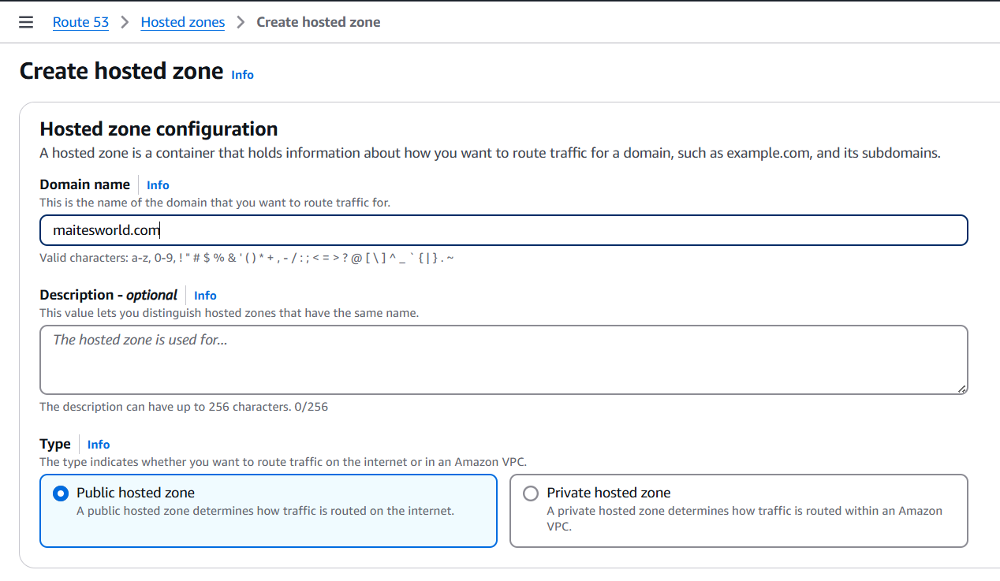 Route 53 > Hosted zones > Create hosted zone
Create hosted zone Info
Hosted zone configuration
A hosted zone is a container that holds information about how you want to route traffic for a domain, such as example.com, and its subdomains.
Domain name Info
This is the name of the domain that you want to route traffic for.
maitesworld.com
Valid characters: a-z, 0-9, ! " # $ % & ' ( ) * + , - / : ; < = > ? @ [ \ ] ^ _ ` { | } . ~
Description - optional Info
This value lets you distinguish hosted zones that have the same name.
The hosted zone is used for...
The description can have up to 256 characters. 0/256
Type Info
The type indicates whether you want to route traffic on the internet or in an Amazon VPC.
Public hosted zone
A public hosted zone determines how traffic is routed on the internet.
Private hosted zone
A private hosted zone determines how traffic is routed within an Amazon
VPC.